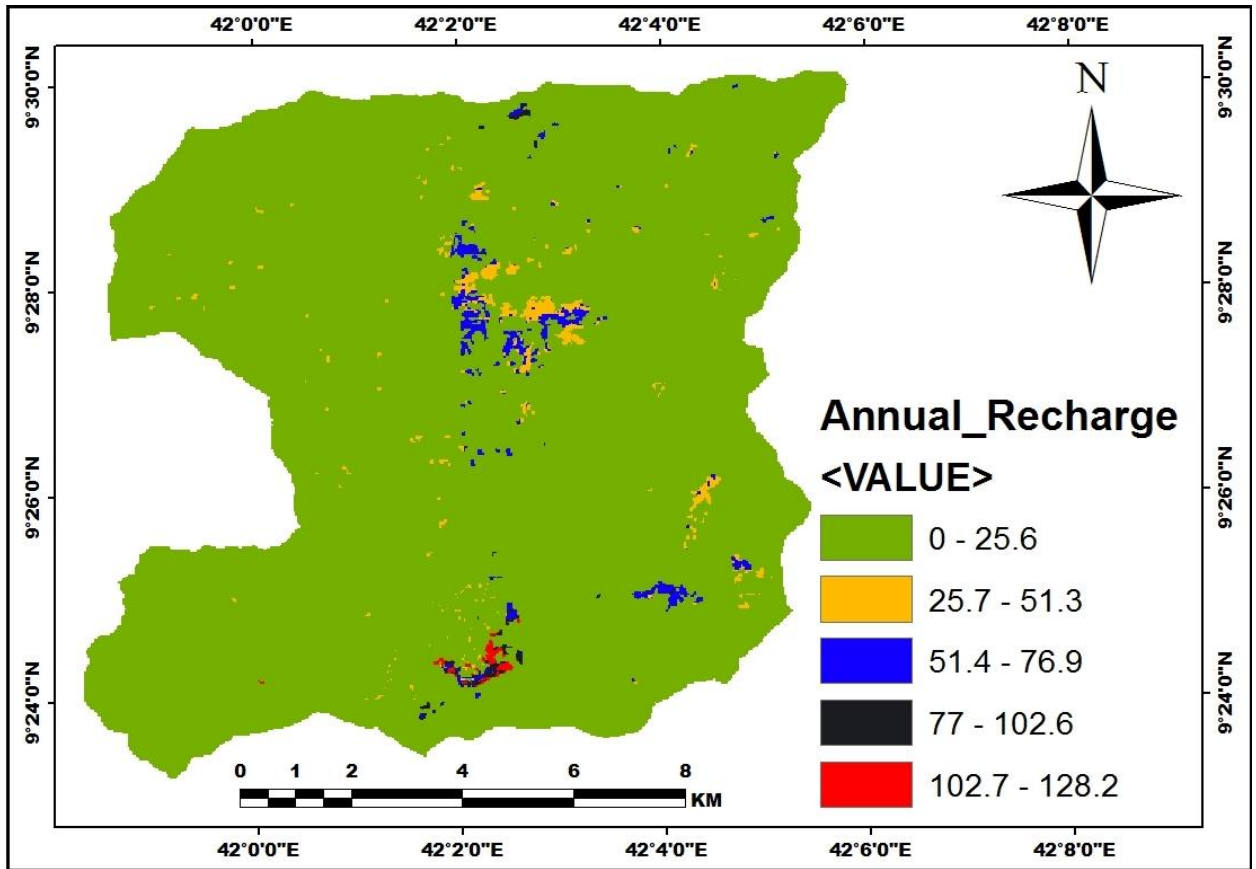 42°0'0"E 42°2'0"E 42°4'0"E 42°6'0"E 42°8'0"E
9°30'0"N 9°30'0"N
N
9°28'0"N 9°28'0"N
Annual_Recharge
<VALUE>
9°26'0"N 9°26'0"N
0 - 25.6
25.7 - 51.3
51.4 - 76.9
9°24'0"N 9°24'0"N
77 - 102.6
102.7 - 128.2
0 1 2 4 6 8
KM
42°0'0"E 42°2'0"E 42°4'0"E 42°6'0"E 42°8'0"E